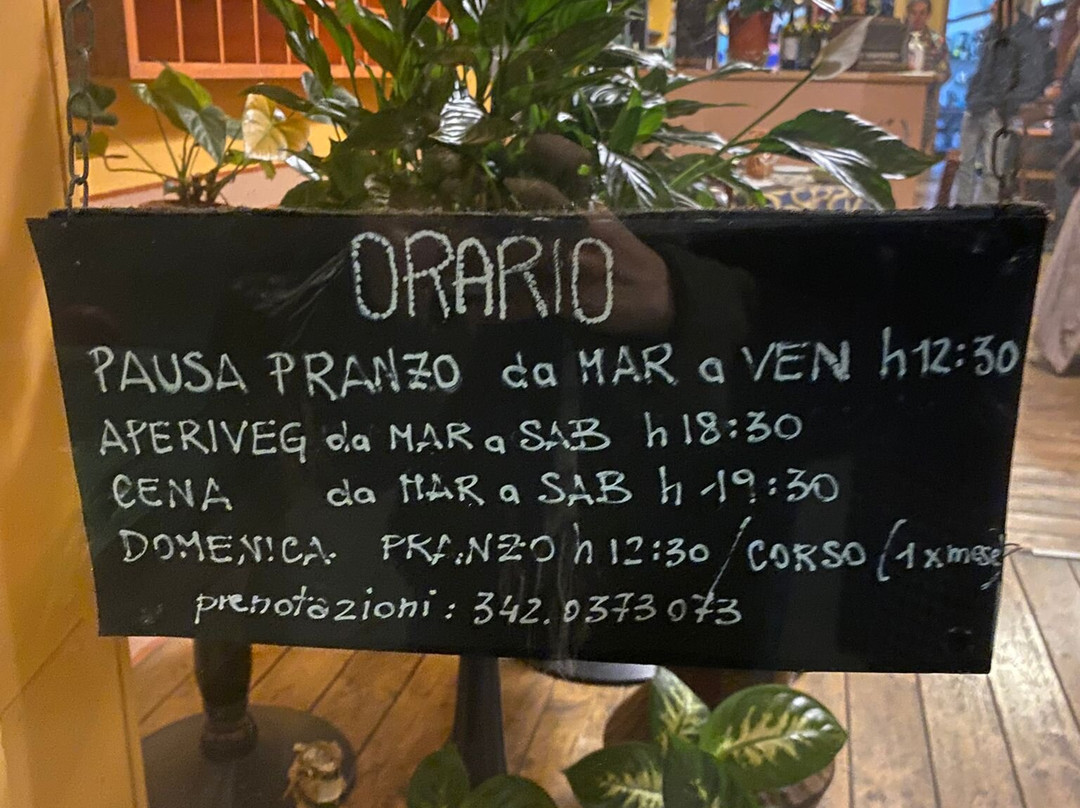 ORARIO
PAUSA PRANZO da MAR a VEN h 12:30
APERIVEG da MAR a SAB h 18:30
CENA da MAR a SAB h 19:30
DOMENICA PRANZO h 12:30 / CORSO (1 x mese)
prenotazioni: 342.0373073